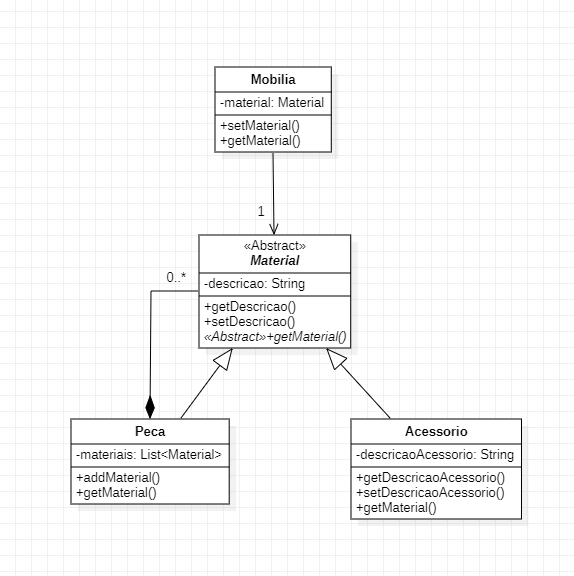 Mobilia
-material: Material
+setMaterial()
+getMaterial()
1
«Abstract»
Material
-descricao: String
+getDescricao()
+setDescricao()
«Abstract»+getMaterial()
0..*
Peca
-materiais: List<Material>
+addMaterial()
+getMaterial()
Acessorio
-descricaoAcessorio: String
+getDescricaoAcessorio()
+setDescricaoAcessorio()
+getMaterial()